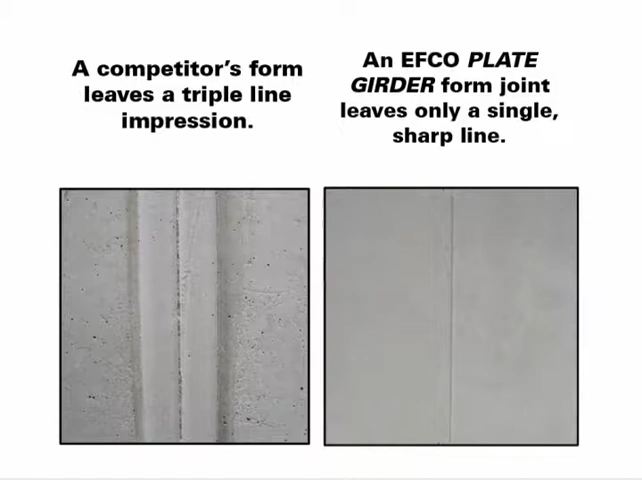 A competitor's form
leaves a triple line
impression.
An EFCO PLATE
GIRDER form joint
leaves only a single,
sharp line.